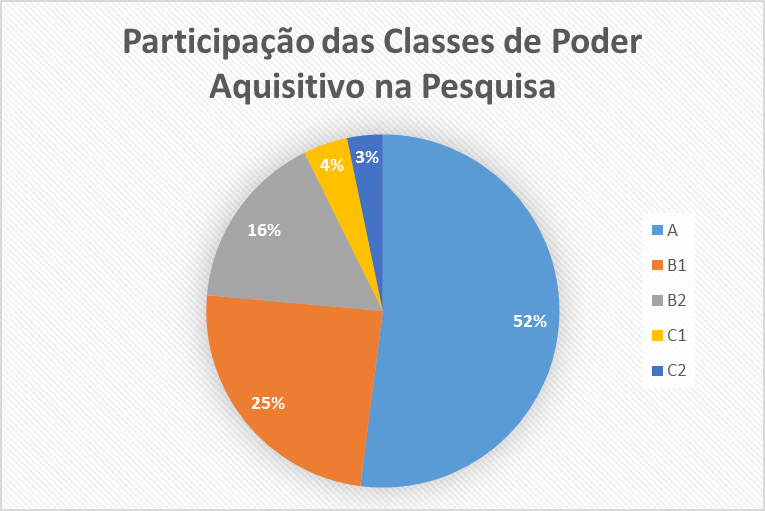 Participação das Classes de Poder
Aquisitivo na Pesquisa
3%
4%
16%
52%
25%
A
B1
B2
C1
C2